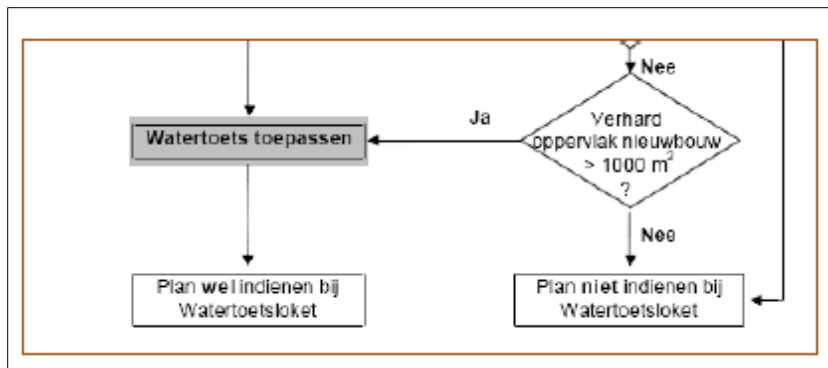 Nee
Ja
Verhard
oppervlak nieuwbouw
> 1000 m²
?
Watertoets toepassen
Nee
Plan wel indienen bij
Watertoetsloket
Plan niet indienen bij
Watertoetsloket